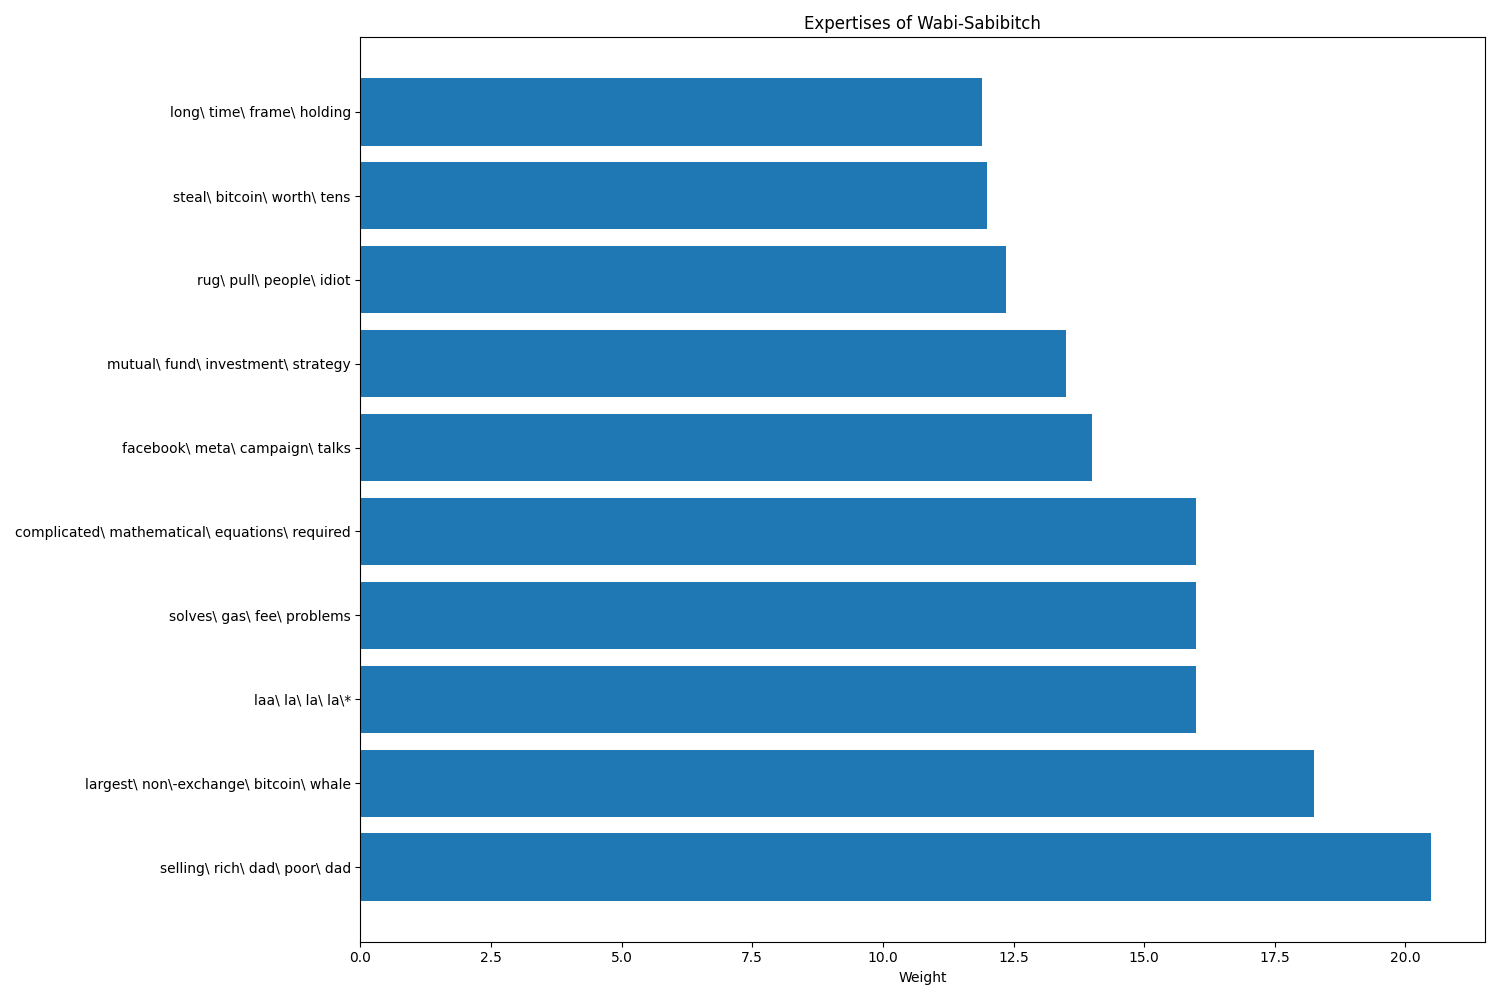 Expertises of Wabi-Sabibitch
long\ time\ frame\ holding
steal\ bitcoin\ worth\ tens
rug\ pull\ people\ idiot
mutual\ fund\ investment\ strategy
facebook\ meta\ campaign\ talks
complicated\ mathematical\ equations\ required
solves\ gas\ fee\ problems
laa\ la\ la\ la\*
largest\ non\-exchange\ bitcoin\ whale
selling\ rich\ dad\ poor\ dad
0.0 2.5 5.0 7.5 10.0 12.5 15.0 17.5 20.0
Weight